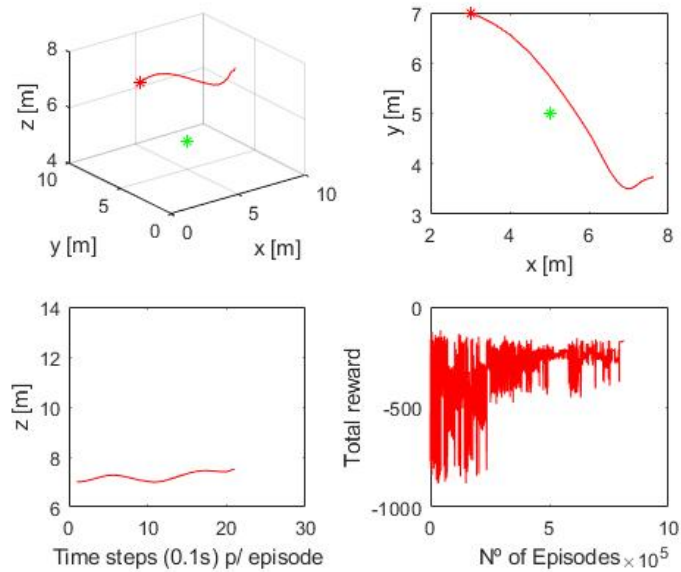 8
6
4
z [m]
10
5
0
y [m]
0
5
10
x [m]
7
6
5
4
3
y [m]
2 4 6 8
x [m]
14
12
10
8
6
z [m]
0 10 20 30
Time steps (0.1s) p/ episode
0
-500
-1000
Total reward
0 5 10
Nº of Episodes ×10⁵